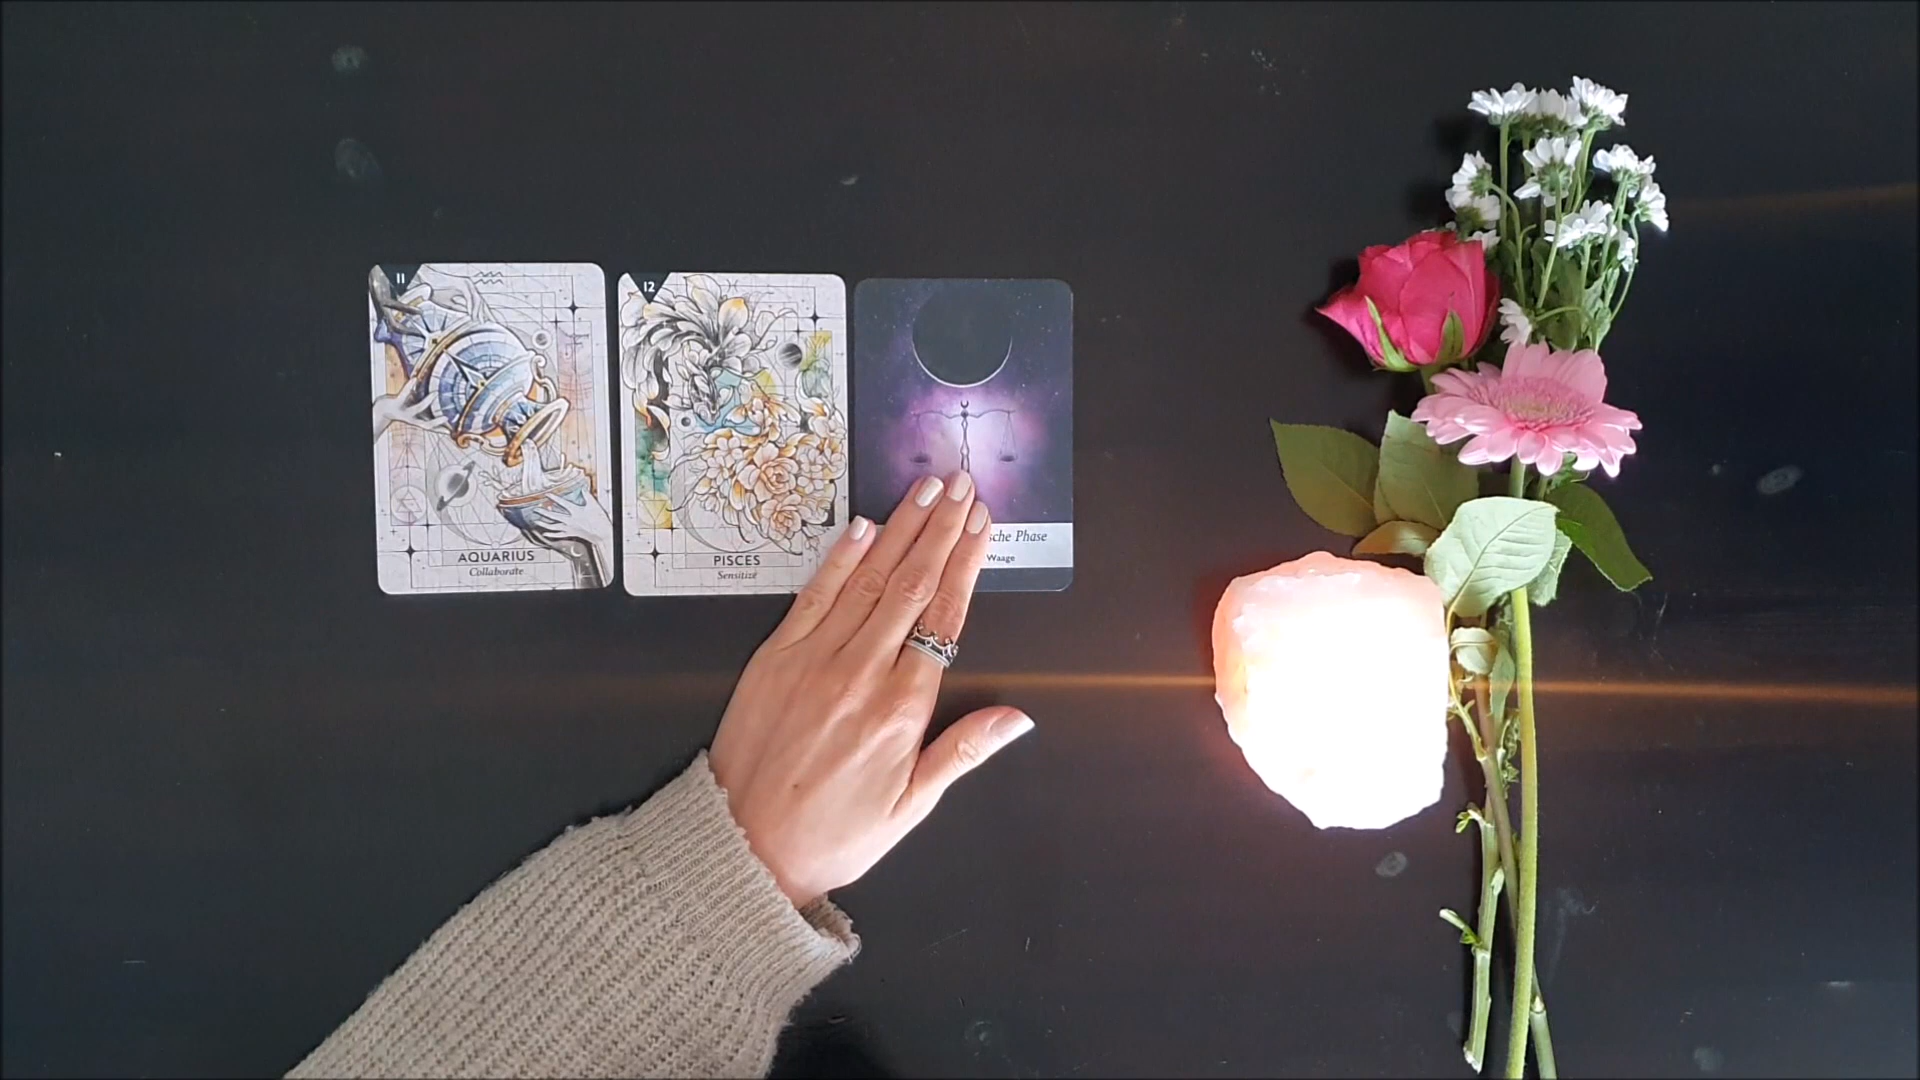 11
AQUARIUS
Collaborate
12
PISCES
Sensitize
sche Phase
Waage